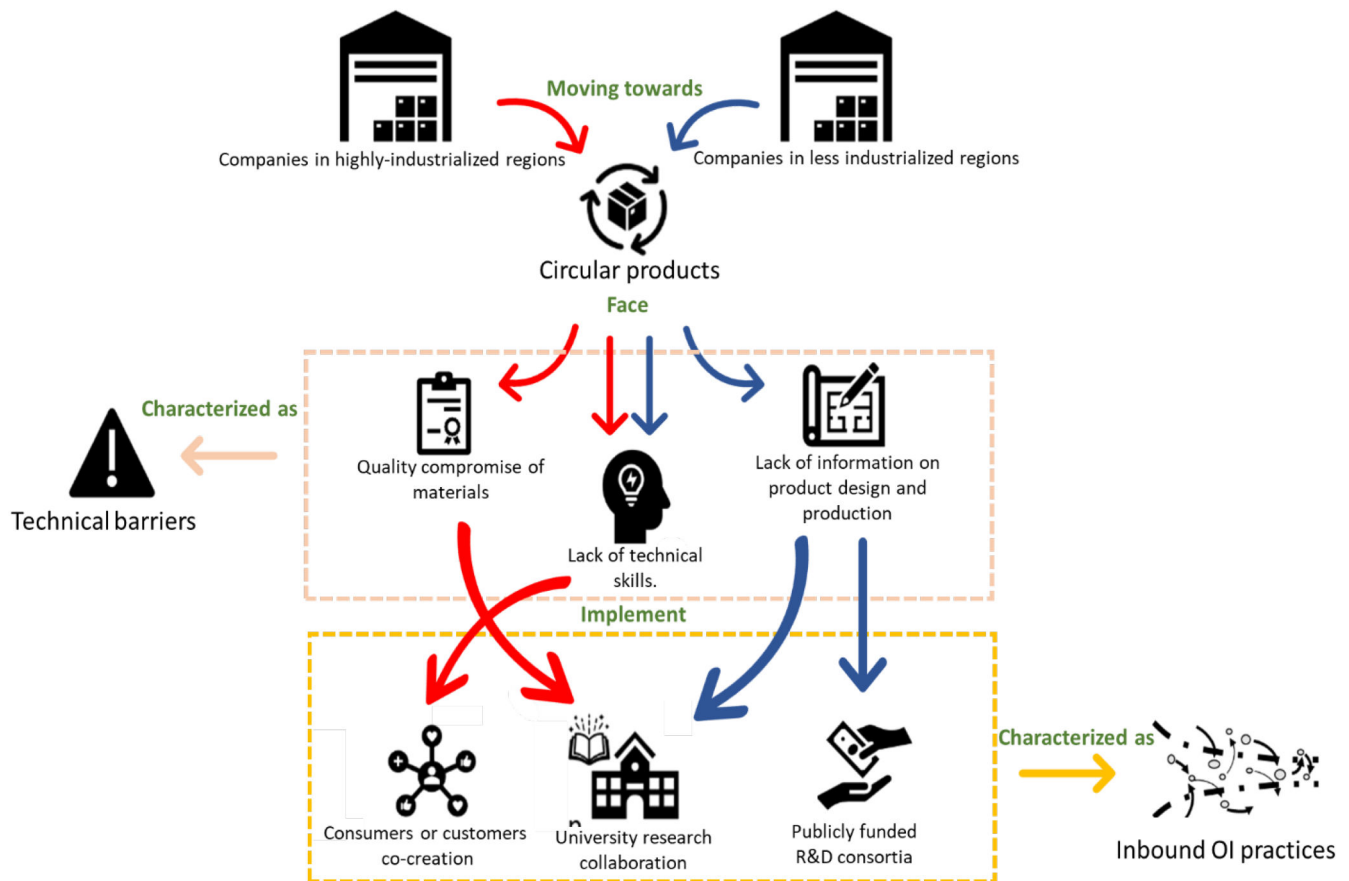 Moving towards
Companies in highly-industrialized regions
Companies in less industrialized regions
Circular products
Face
Characterized as
Technical barriers
Quality compromise of
materials
Lack of technical
skills.
Lack of information on
product design and
production
Implement
Consumers or customers
co-creation
n
University research
collaboration
Publicly funded
R&D consortia
Characterized as
Inbound OI practices